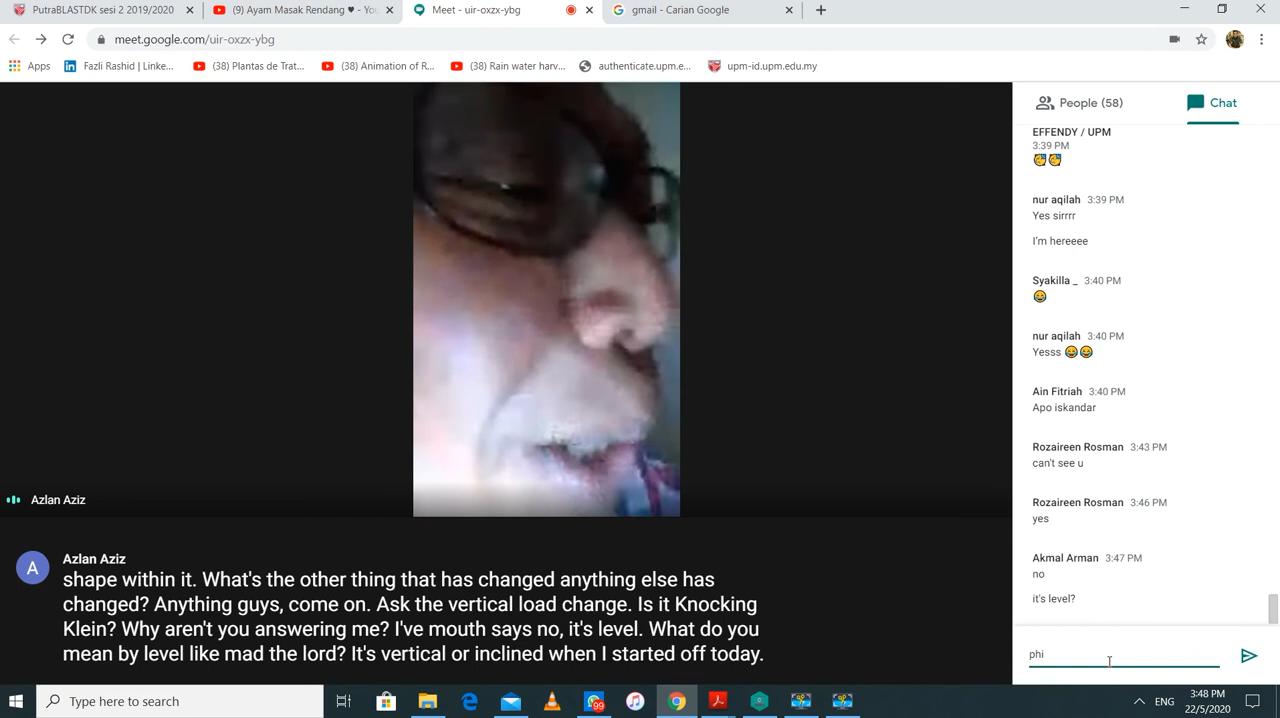 PutraBLASTDK sesi 2 2019/2020
(9) Ayam Masak Rendang ♥ - You
Meet - uir-oxzx-ybg
gmail - Carian Google
meet.google.com/uir-oxzx-ybg
Apps
Fazli Rashid | Linke...
(38) Plantas de Trat...
(38) Animation of R...
(38) Rain water harv...
authenticate.upm.e...
upm-id.upm.edu.my
People (58)
Chat
EFFENDY / UPM
3:39 PM
nur aqilah 3:39 PM
Yes sirrrr
I'm hereeee
Syakilla _ 3:40 PM
😂
nur aqilah 3:40 PM
Yesss 😂😂
Ain Fitriah 3:40 PM
Apo iskandar
Rozaireen Rosman 3:43 PM
can't see u
Rozaireen Rosman 3:46 PM
yes
Akmal Arman 3:47 PM
no
it's level?
phi
Azlan Aziz
A
Azlan Aziz
shape within it. What's the other thing that has changed anything else has
changed? Anything guys, come on. Ask the vertical load change. Is it Knocking
Klein? Why aren't you answering me? I've mouth says no, it's level. What do you
mean by level like mad the lord? It's vertical or inclined when I started off today.
Type here to search
99
ENG
3:48 PM
22/5/2020